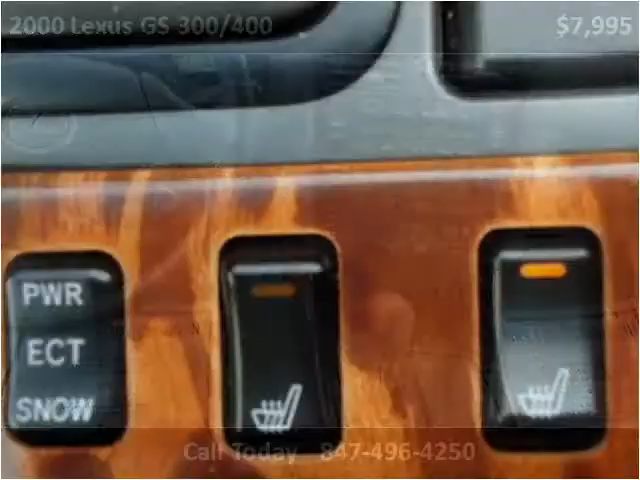 2000 Lexus GS 300/400 $7,995
PWR
ECT
SNOW
Call Today 847-496-4250